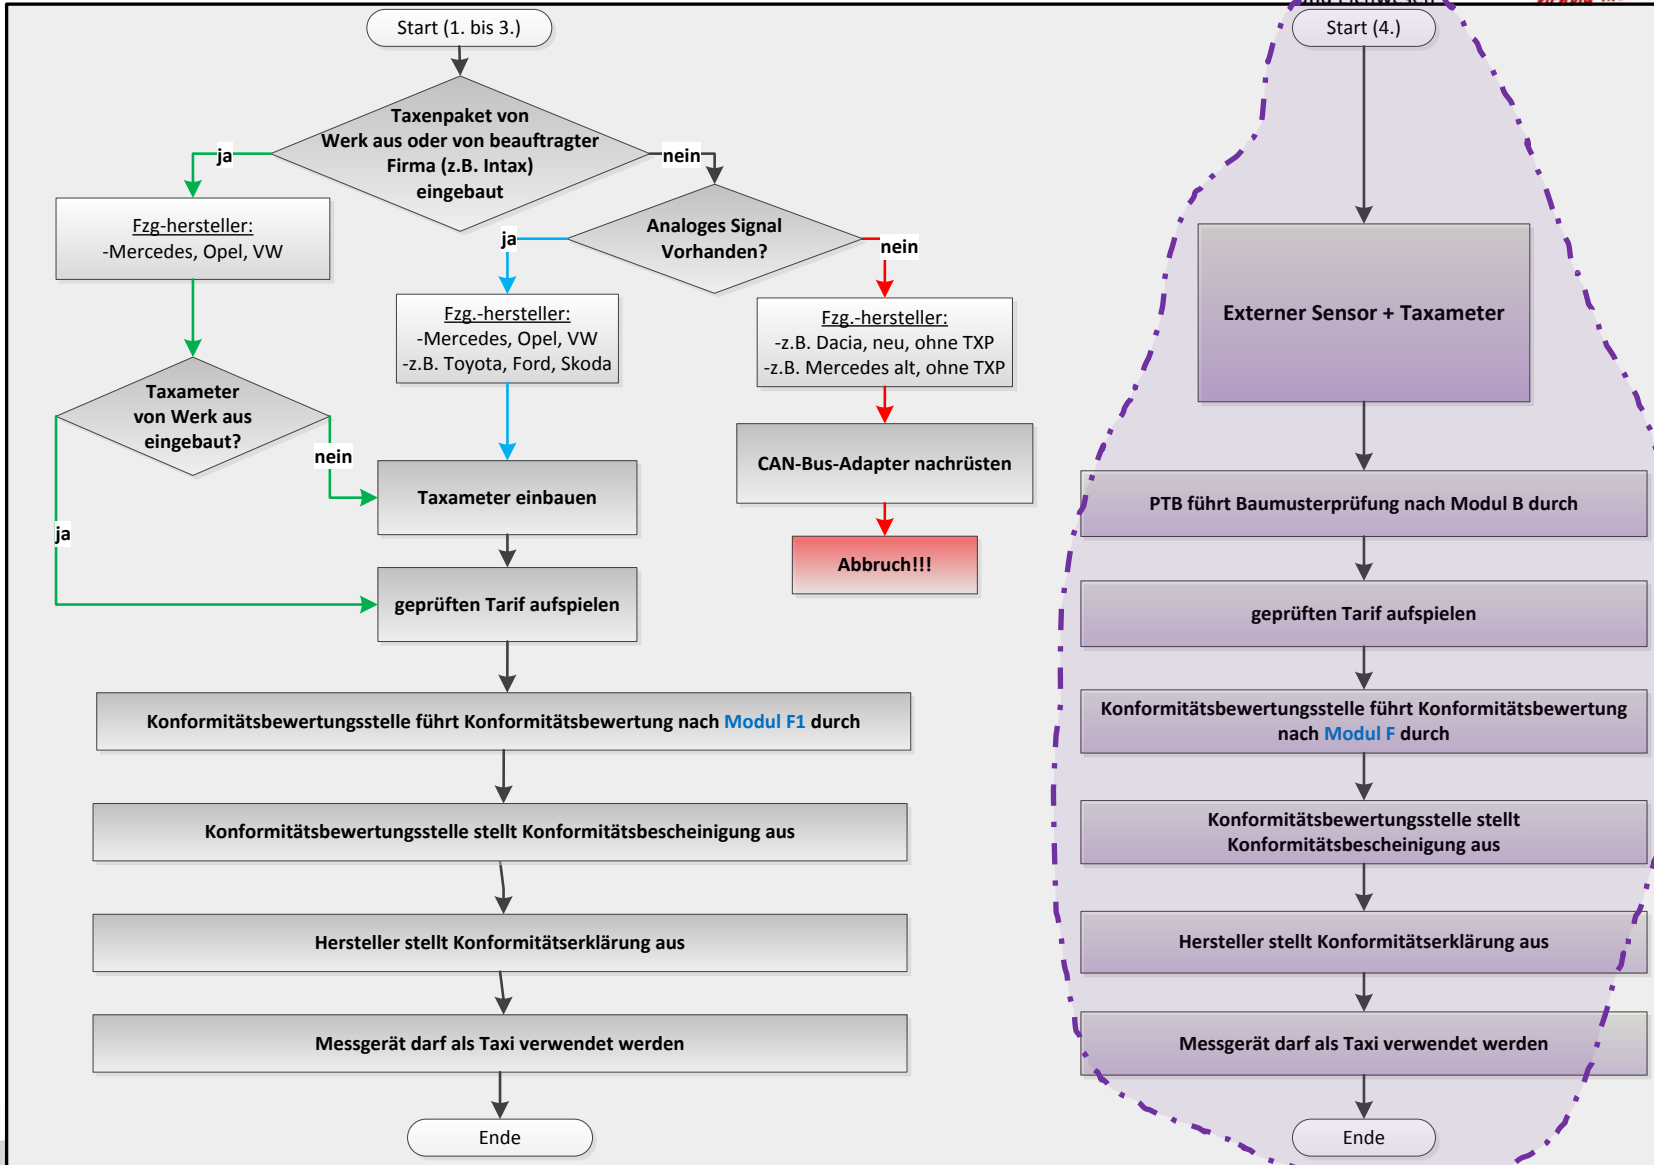 und Eichwesen
Start (1. bis 3.)
Taxenpaket von
Werk aus oder von beauftragter
Firma (z.B. Intax)
eingebaut
ja
nein
Fzg-hersteller:
-Mercedes, Opel, VW
Analoges Signal
Vorhanden?
ja
nein
Fzg.-hersteller:
-Mercedes, Opel, VW
-z.B. Toyota, Ford, Skoda
Fzg.-hersteller:
-z.B. Dacia, neu, ohne TXP
-z.B. Mercedes alt, ohne TXP
Taxameter
von Werk aus
eingebaut?
nein
ja
Taxameter einbauen
CAN-Bus-Adapter nachrüsten
Abbruch!!!
geprüften Tarif aufspielen
Konformitätsbewertungsstelle führt Konformitätsbewertung nach Modul F1 durch
Konformitätsbewertungsstelle stellt Konformitätsbescheinigung aus
Hersteller stellt Konformitätserklärung aus
Messgerät darf als Taxi verwendet werden
Ende
Start (4.)
Externer Sensor + Taxameter
PTB führt Baumusterprüfung nach Modul B durch
geprüften Tarif aufspielen
Konformitätsbewertungsstelle führt Konformitätsbewertung
nach Modul F durch
Konformitätsbewertungsstelle stellt
Konformitätsbescheinigung aus
Hersteller stellt Konformitätserklärung aus
Messgerät darf als Taxi verwendet werden
Ende